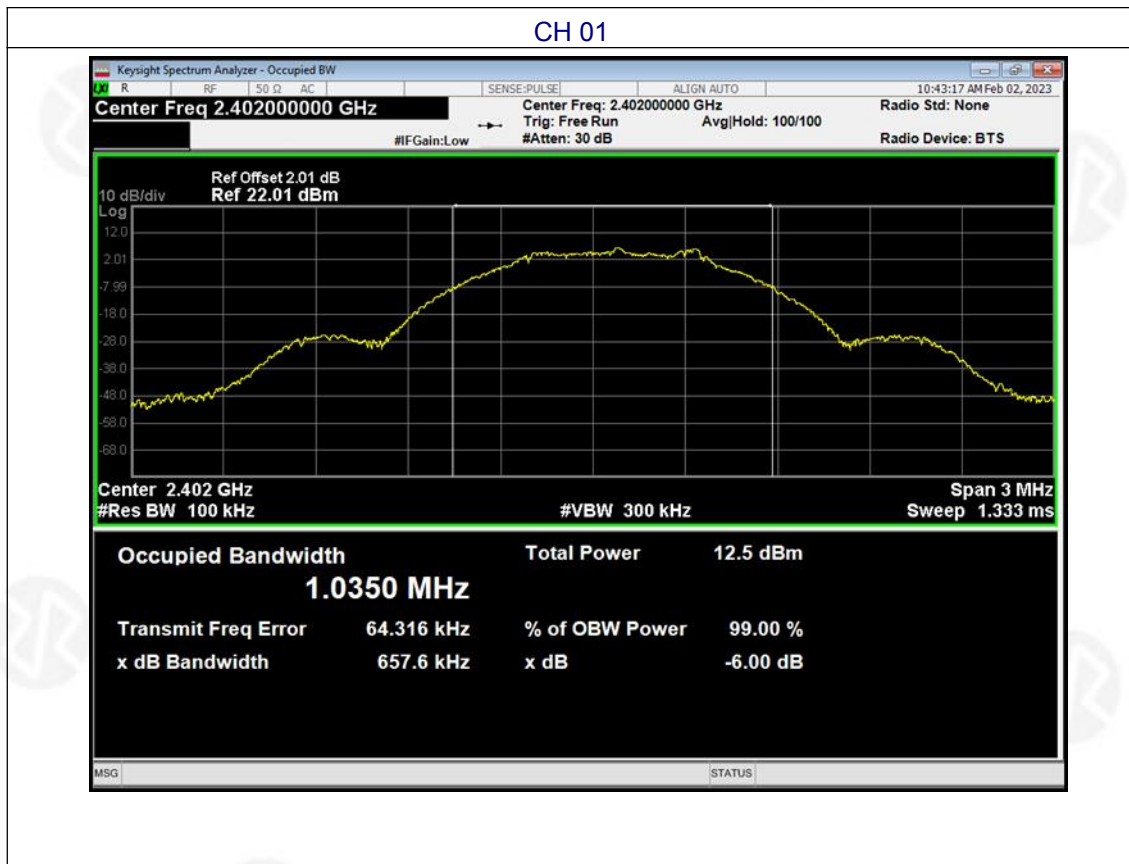 CH 01
Keysight Spectrum Analyzer - Occupied BW
LXI R RF 50 Ω AC SENSE:PULSE ALIGN AUTO 10:43:17 AM Feb 02, 2023
Center Freq 2.402000000 GHz Center Freq: 2.402000000 GHz Radio Std: None
Trig: Free Run Avg|Hold: 100/100
#IFGain:Low #Atten: 30 dB Radio Device: BTS
Ref Offset 2.01 dB
10 dB/div Ref 22.01 dBm
Log
12.0
2.01
-7.99
-18.0
-28.0
-38.0
-48.0
-58.0
-68.0
Center 2.402 GHz Span 3 MHz
#Res BW 100 kHz #VBW 300 kHz Sweep 1.333 ms
Occupied Bandwidth Total Power 12.5 dBm
1.0350 MHz
Transmit Freq Error 64.316 kHz % of OBW Power 99.00 %
x dB Bandwidth 657.6 kHz x dB -6.00 dB
MSG STATUS